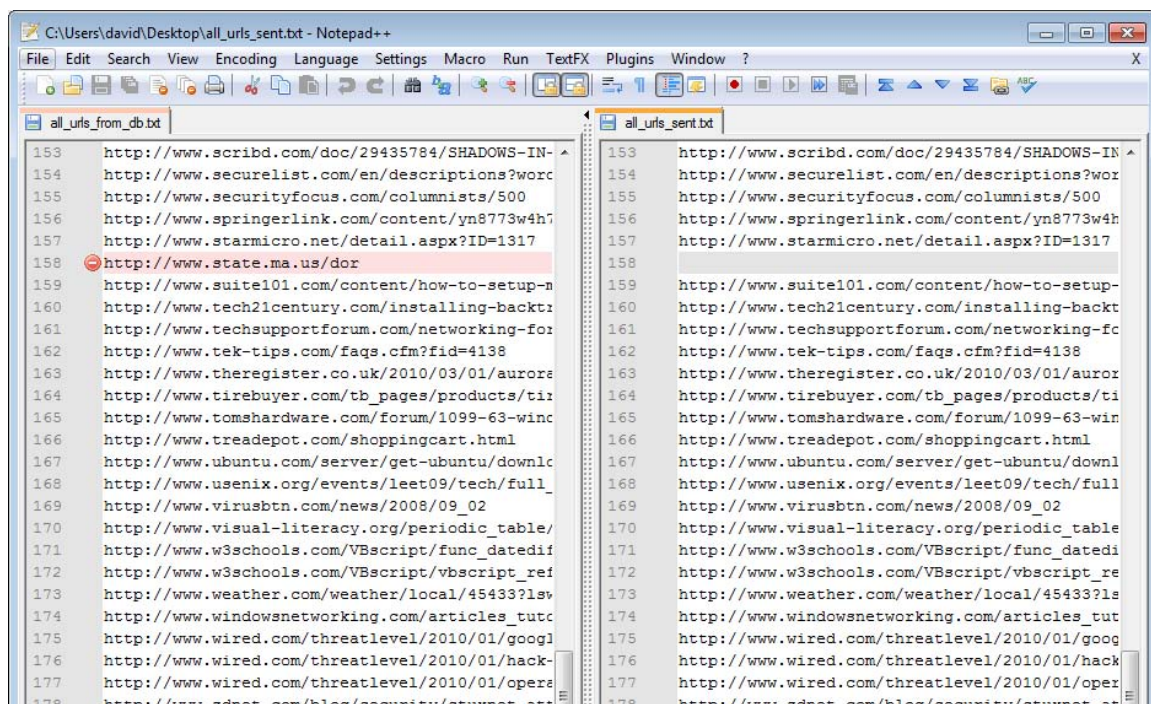 C:\Users\david\Desktop\all_urls_sent.txt - Notepad++
File Edit Search View Encoding Language Settings Macro Run TextFX Plugins Window ? X
all_urls_from_db.txt
153 http://www.scribd.com/doc/29435784/SHADOWS-IN-
154 http://www.securelist.com/en/descriptions?word
155 http://www.securityfocus.com/columnists/500
156 http://www.springerlink.com/content/yn8773w4h7
157 http://www.starmicro.net/detail.aspx?ID=1317
158 http://www.state.ma.us/dor
159 http://www.suite101.com/content/how-to-setup-m
160 http://www.tech21century.com/installing-backtr
161 http://www.techsupportforum.com/networking-for
162 http://www.tek-tips.com/faqs.cfm?fid=4138
163 http://www.theregister.co.uk/2010/03/01/aurora
164 http://www.tirebuyer.com/tb_pages/products/tir
165 http://www.tomshardware.com/forum/1099-63-wind
166 http://www.treadepot.com/shoppingcart.html
167 http://www.ubuntu.com/server/get-ubuntu/downlo
168 http://www.usenix.org/events/leet09/tech/full_
169 http://www.virusbtn.com/news/2008/09_02
170 http://www.visual-literacy.org/periodic_table/
171 http://www.w3schools.com/VBscript/func_datedif
172 http://www.w3schools.com/VBscript/vbscript_ref
173 http://www.weather.com/weather/local/45433?lsw
174 http://www.windowsnetworking.com/articles_tuto
175 http://www.wired.com/threatlevel/2010/01/googl
176 http://www.wired.com/threatlevel/2010/01/hack-
177 http://www.wired.com/threatlevel/2010/01/opera
all_urls_sent.txt
153 http://www.scribd.com/doc/29435784/SHADOWS-IN
154 http://www.securelist.com/en/descriptions?wor
155 http://www.securityfocus.com/columnists/500
156 http://www.springerlink.com/content/yn8773w4h
157 http://www.starmicro.net/detail.aspx?ID=1317
158
159 http://www.suite101.com/content/how-to-setup-
160 http://www.tech21century.com/installing-backt
161 http://www.techsupportforum.com/networking-fo
162 http://www.tek-tips.com/faqs.cfm?fid=4138
163 http://www.theregister.co.uk/2010/03/01/auror
164 http://www.tirebuyer.com/tb_pages/products/ti
165 http://www.tomshardware.com/forum/1099-63-win
166 http://www.treadepot.com/shoppingcart.html
167 http://www.ubuntu.com/server/get-ubuntu/downl
168 http://www.usenix.org/events/leet09/tech/full
169 http://www.virusbtn.com/news/2008/09_02
170 http://www.visual-literacy.org/periodic_table
171 http://www.w3schools.com/VBscript/func_datedi
172 http://www.w3schools.com/VBscript/vbscript_re
173 http://www.weather.com/weather/local/45433?ls
174 http://www.windowsnetworking.com/articles_tut
175 http://www.wired.com/threatlevel/2010/01/goog
176 http://www.wired.com/threatlevel/2010/01/hack
177 http://www.wired.com/threatlevel/2010/01/oper